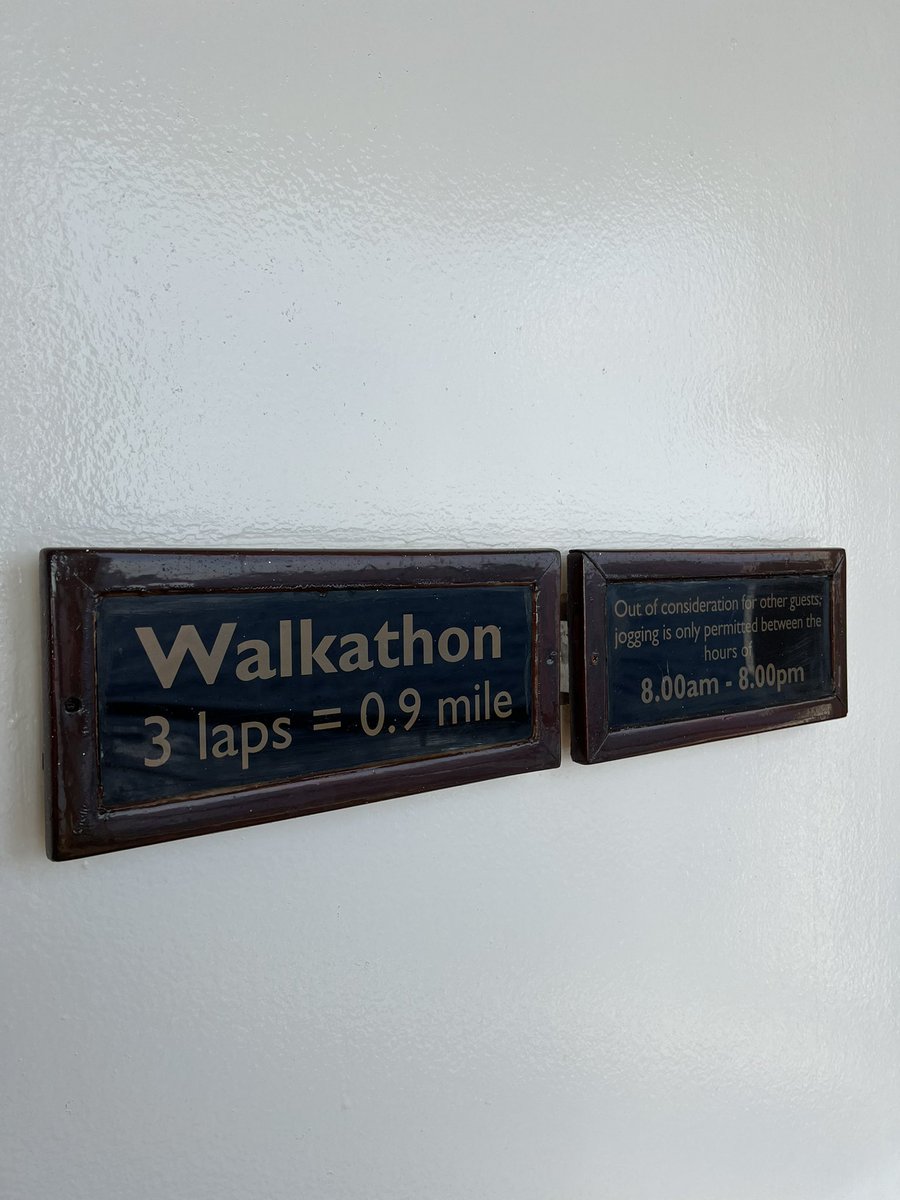 Walkathon
3 laps = 0.9 mile
Out of consideration for other guests,
jogging is only permitted between the
hours of
8.00am - 8.00pm